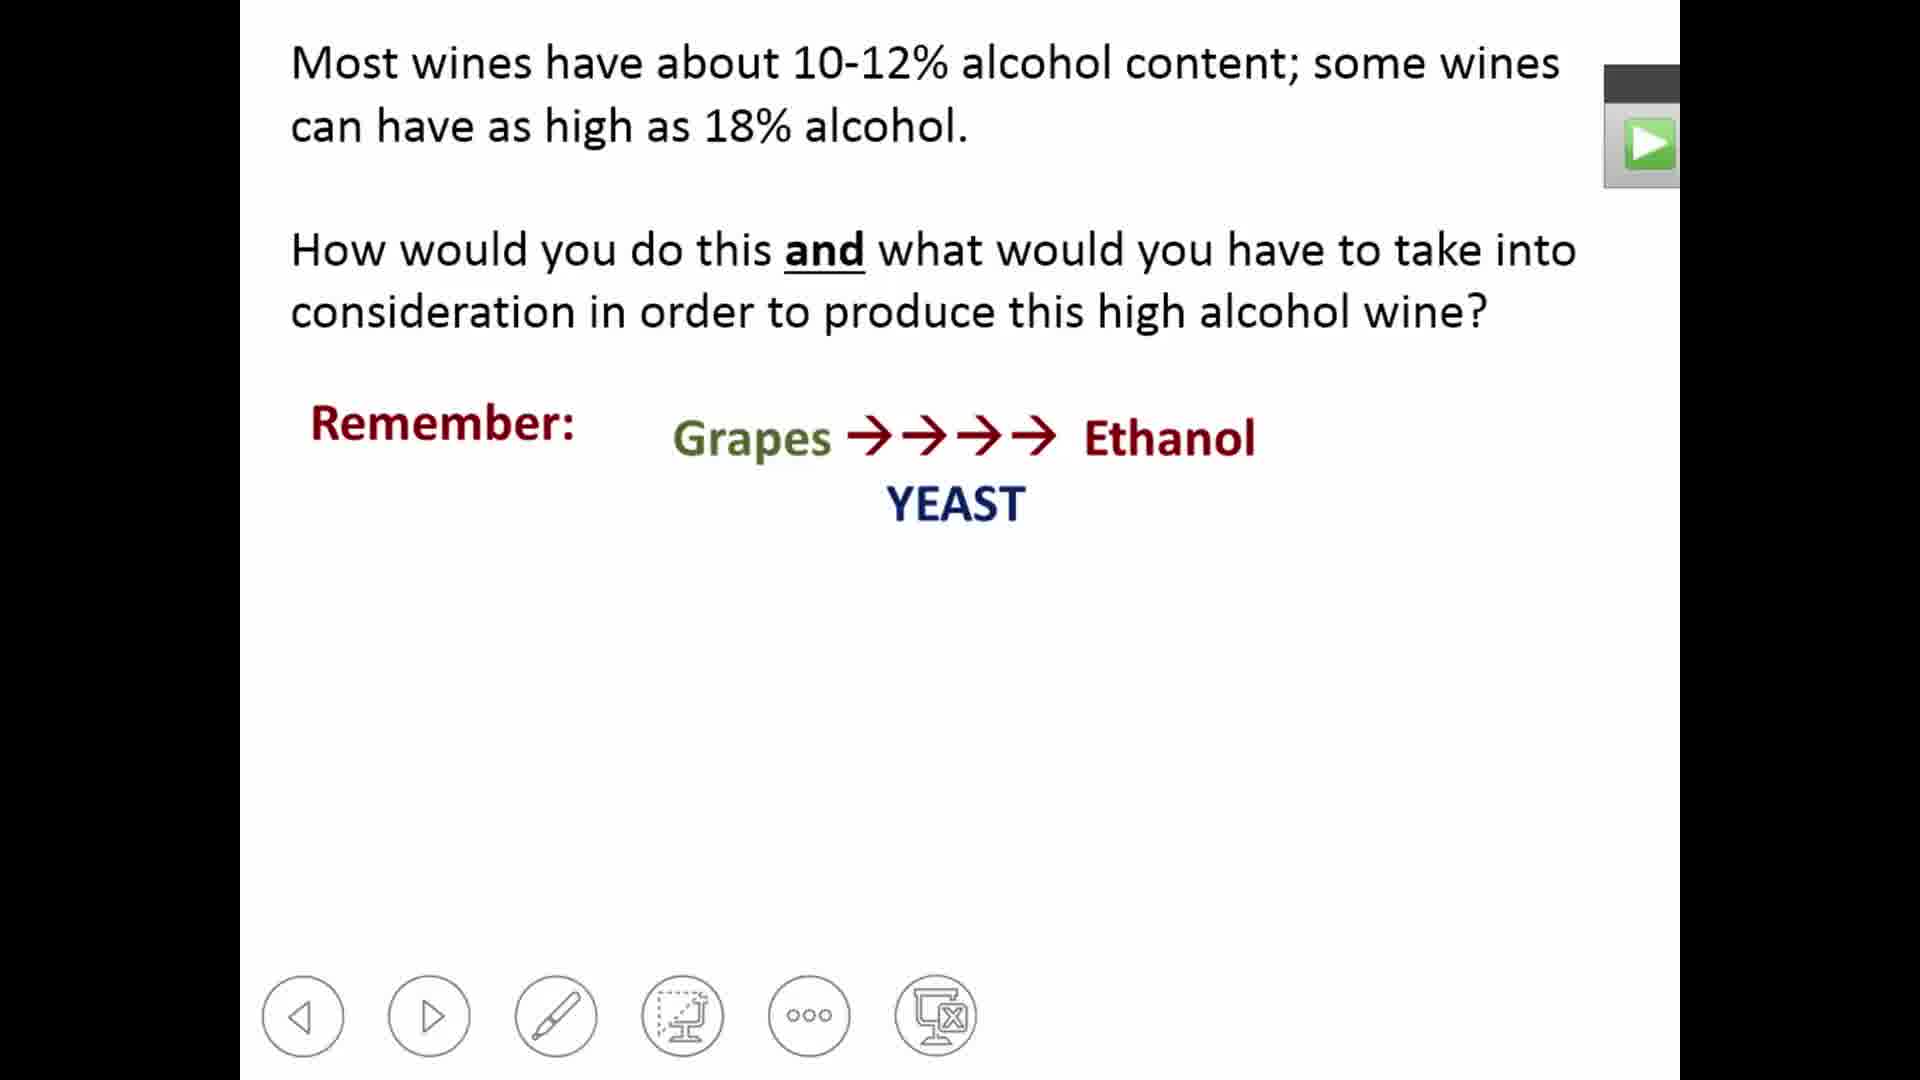 Most wines have about 10-12% alcohol content; some wines
can have as high as 18% alcohol.
How would you do this and what would you have to take into
consideration in order to produce this high alcohol wine?
Remember:
Grapes →→→→ Ethanol
YEAST